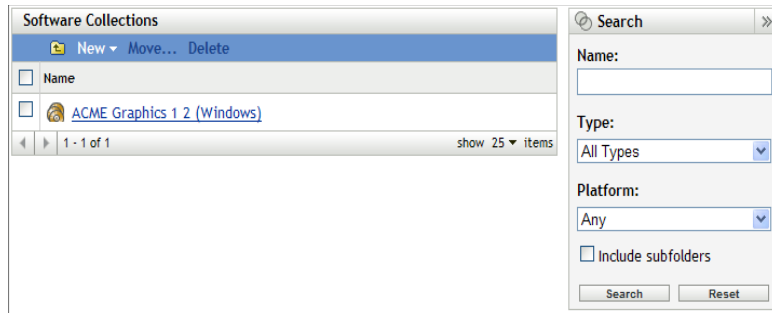 Software Collections
New Move... Delete
Name
ACME Graphics 1 2 (Windows)
1 - 1 of 1 show 25 items
Search
Name:
Type:
All Types
Platform:
Any
Include subfolders
Search Reset